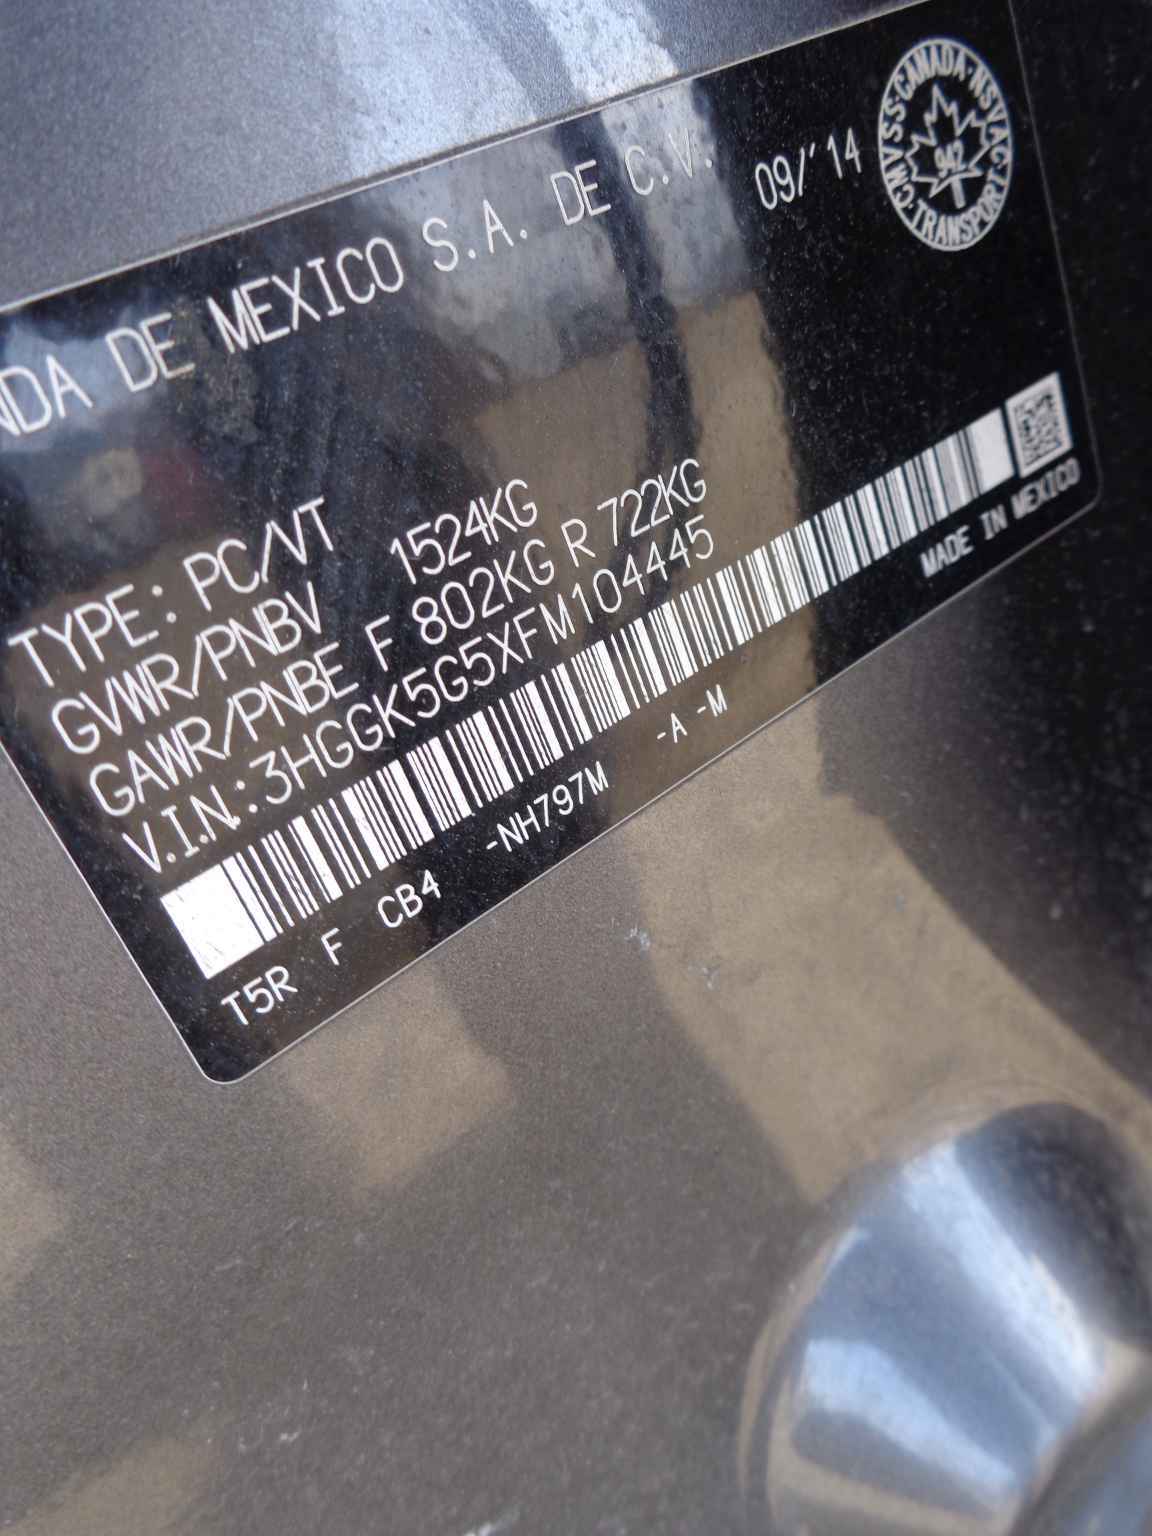 NDA DE MEXICO S.A. DE C.V. 09/'14
CMVSS·CANADA·NSVAC·TRANSPORT
942
TYPE: PC/VT
GVWR/PNBV 1524KG
GAWR/PNBE F 802KG R 722KG
V.I.N.:3HGGK5G5XFM104445
MADE IN MEXICO
T5R F CB4 -NH797M -A -M